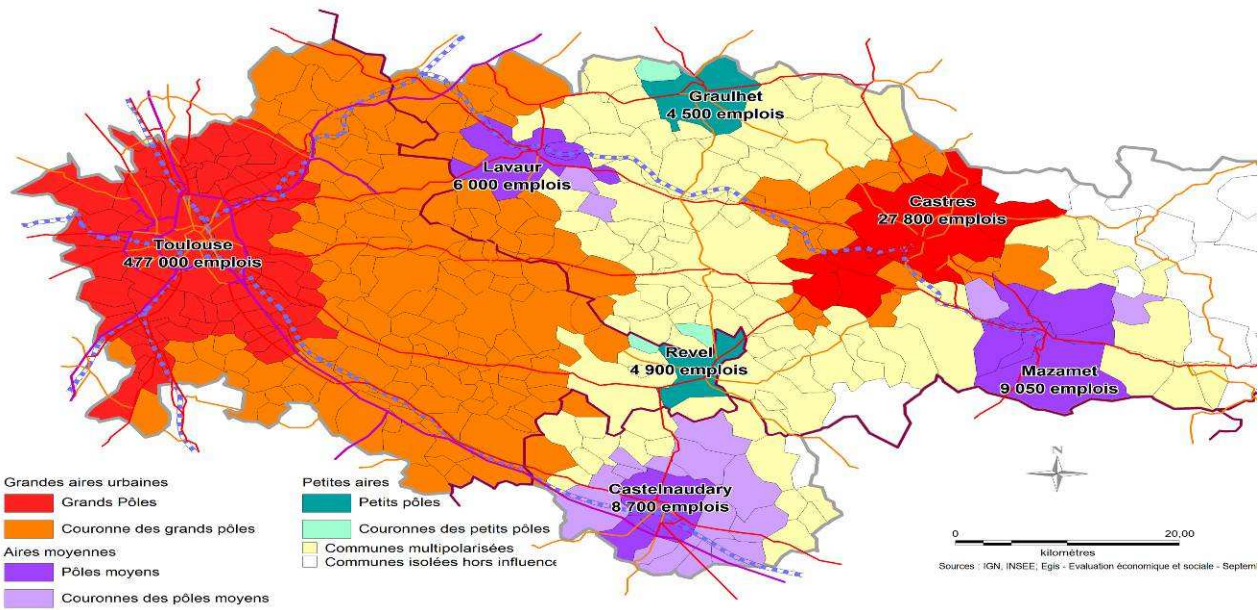 Graulhet
4 500 emplois
Lavaur
6 000 emplois
Castres
27 800 emplois
Toulouse
477 000 emplois
Revel
4 900 emplois
Mazamet
9 050 emplois
Castelnaudary
8 700 emplois
Grandes aires urbaines
Grands Pôles
Couronne des grands pôles
Aires moyennes
Pôles moyens
Couronnes des pôles moyens
Petites aires
Petits pôles
Couronnes des petits pôles
Communes multipolarisées
Communes isolées hors influence
N
0 20,00
kilomètres
Sources : IGN, INSEE; Egis - Evaluation économique et sociale - Septem